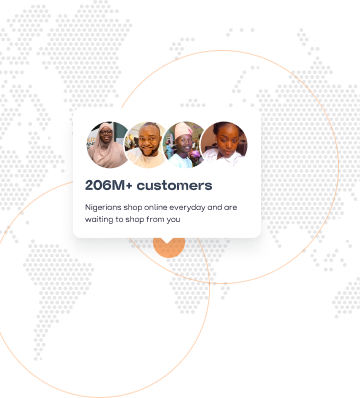 206M+ customers
Nigerians shop online everyday and are
waiting to shop from you